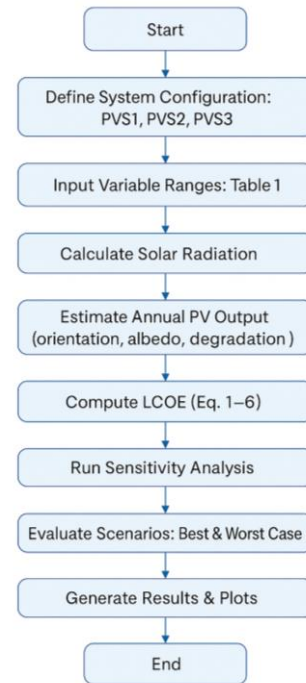 Start
Define System Configuration:
PVS1, PVS2, PVS3
Input Variable Ranges: Table 1
Calculate Solar Radiation
Estimate Annual PV Output
(orientation, albedo, degradation )
Compute LCOE (Eq. 1–6)
Run Sensitivity Analysis
Evaluate Scenarios: Best & Worst Case
Generate Results & Plots
End